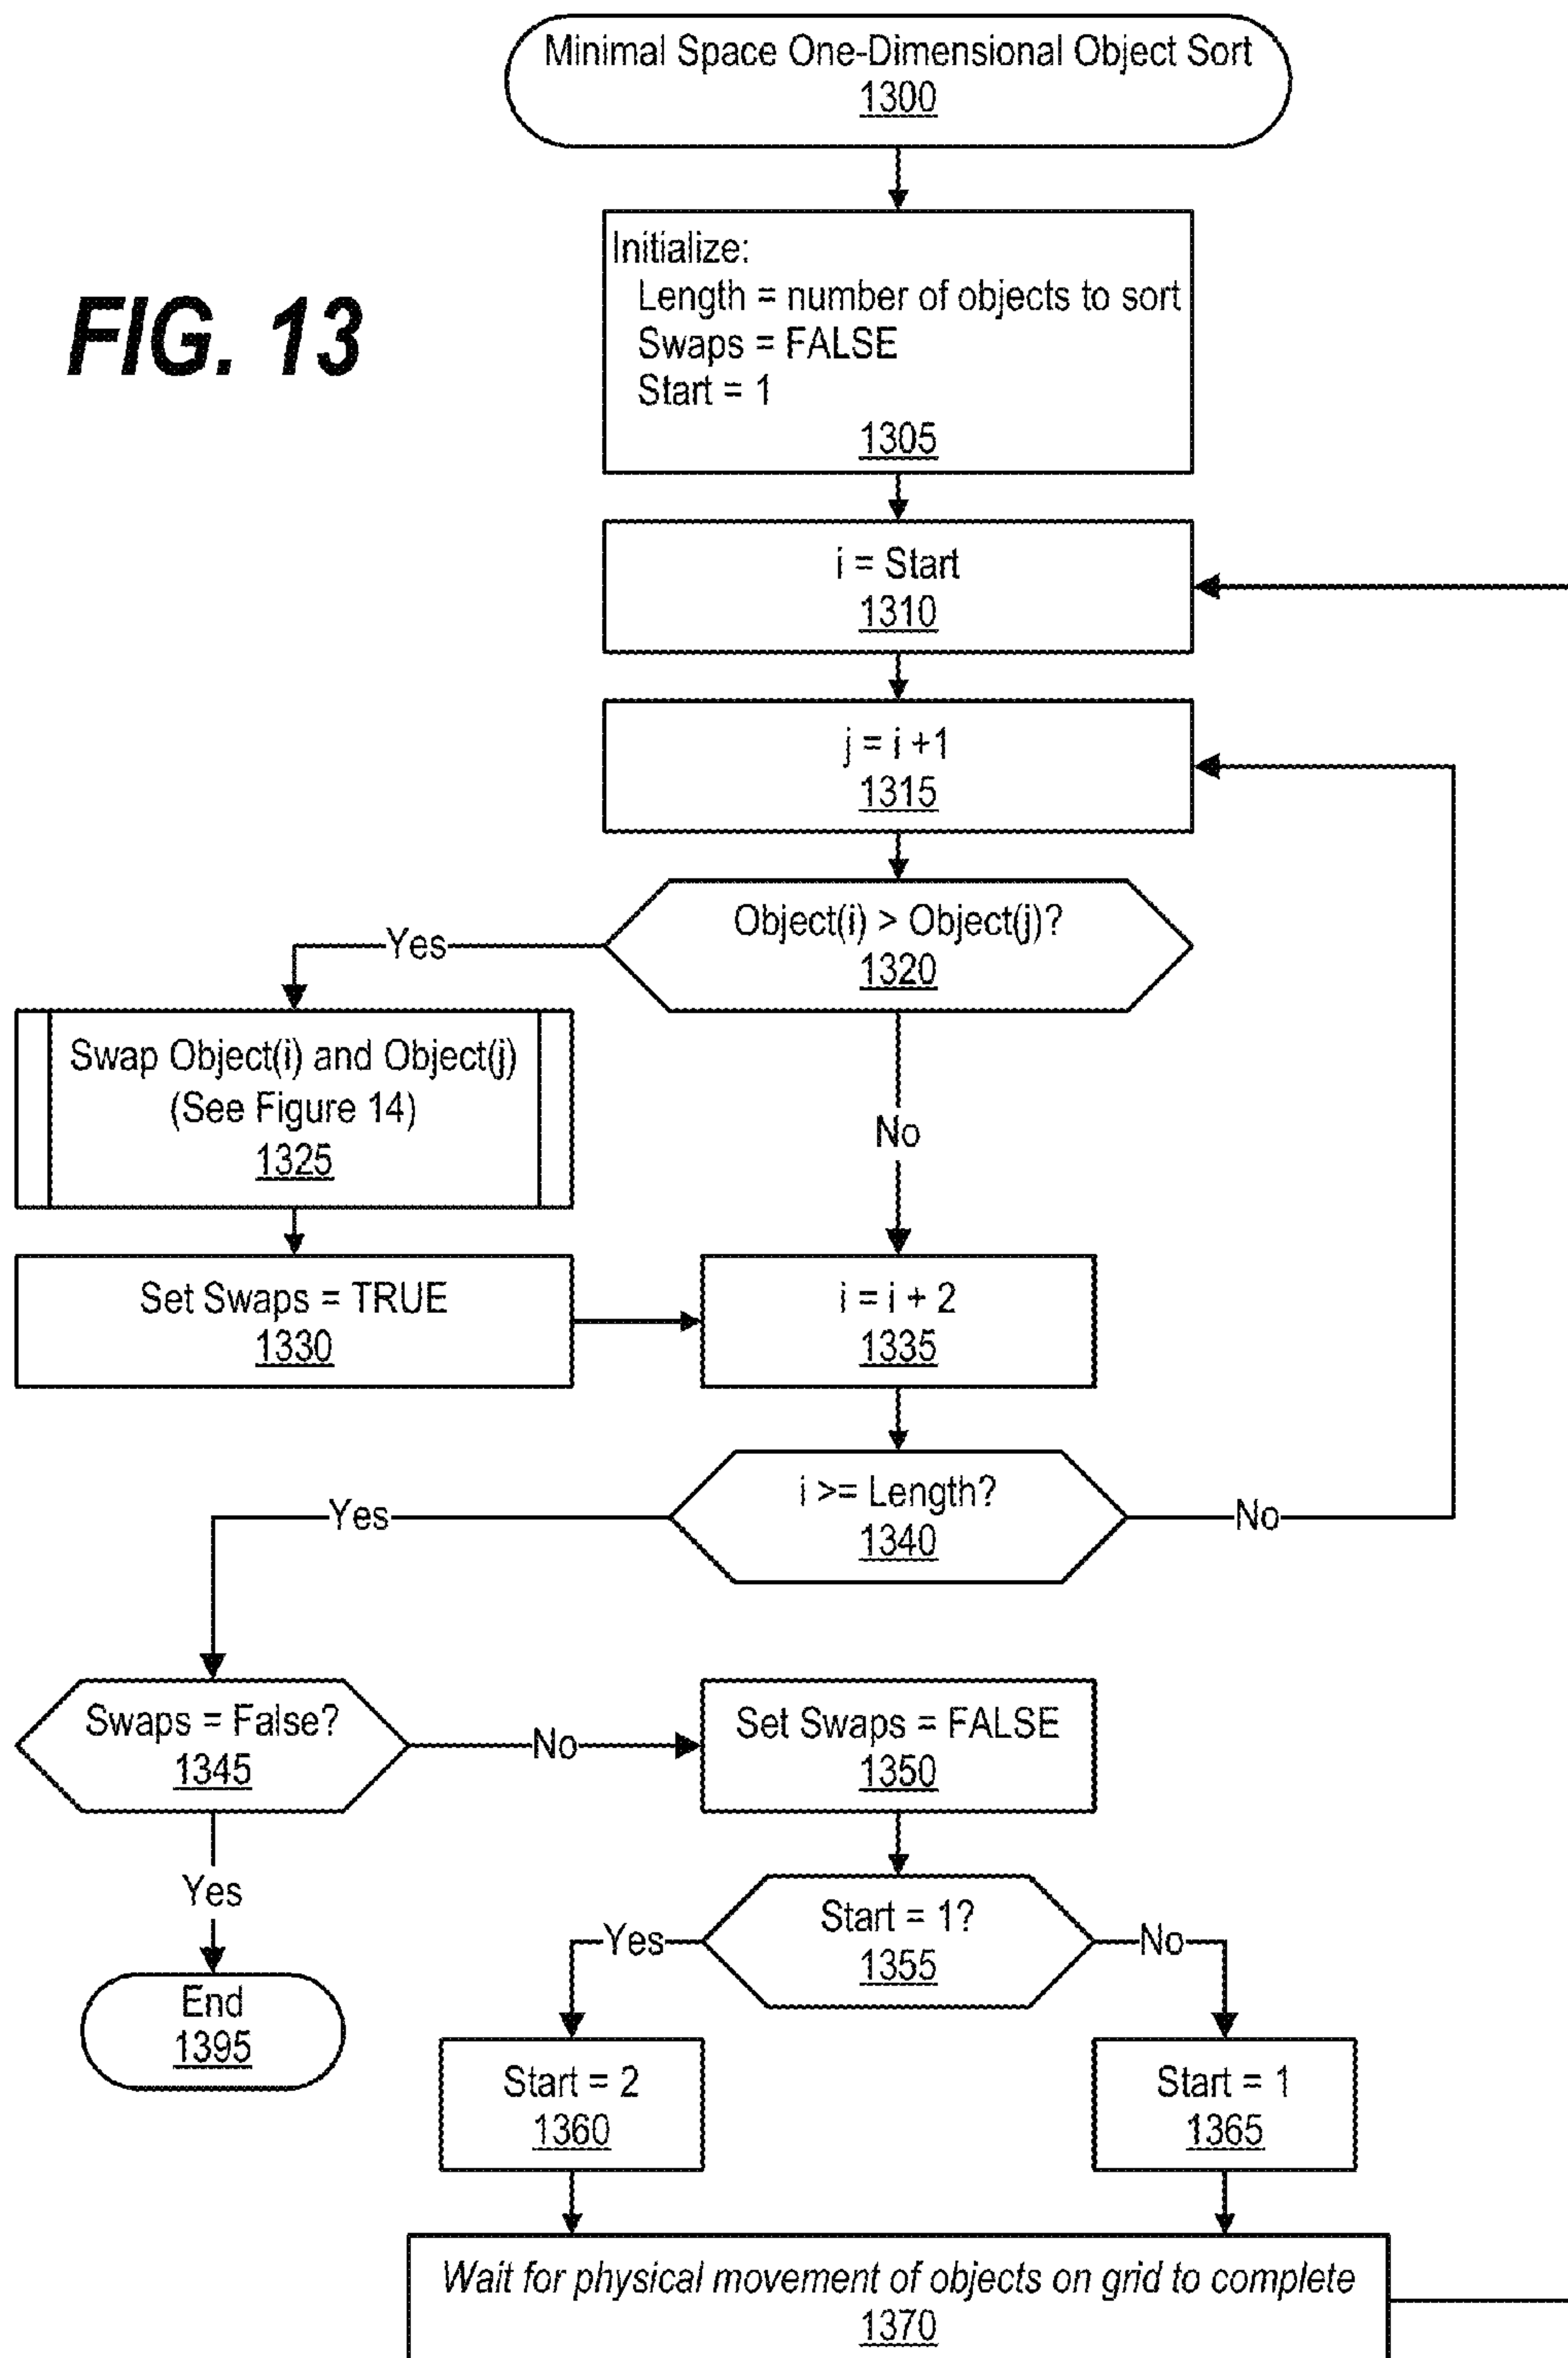 Minimal Space One-Dimensional Object Sort
1300
FIG. 13
Initialize:
Length = number of objects to sort
Swaps = FALSE
Start = 1
1305
i = Start
1310
j = i +1
1315
Object(i) > Object(j)?
1320
Yes
No
Swap Object(i) and Object(j)
(See Figure 14)
1325
Set Swaps = TRUE
1330
i = i + 2
1335
i >= Length?
1340
Yes
No
Swaps = False?
1345
No
Set Swaps = FALSE
1350
Yes
End
1395
Start = 1?
1355
Yes
No
Start = 2
1360
Start = 1
1365
Wait for physical movement of objects on grid to complete
1370